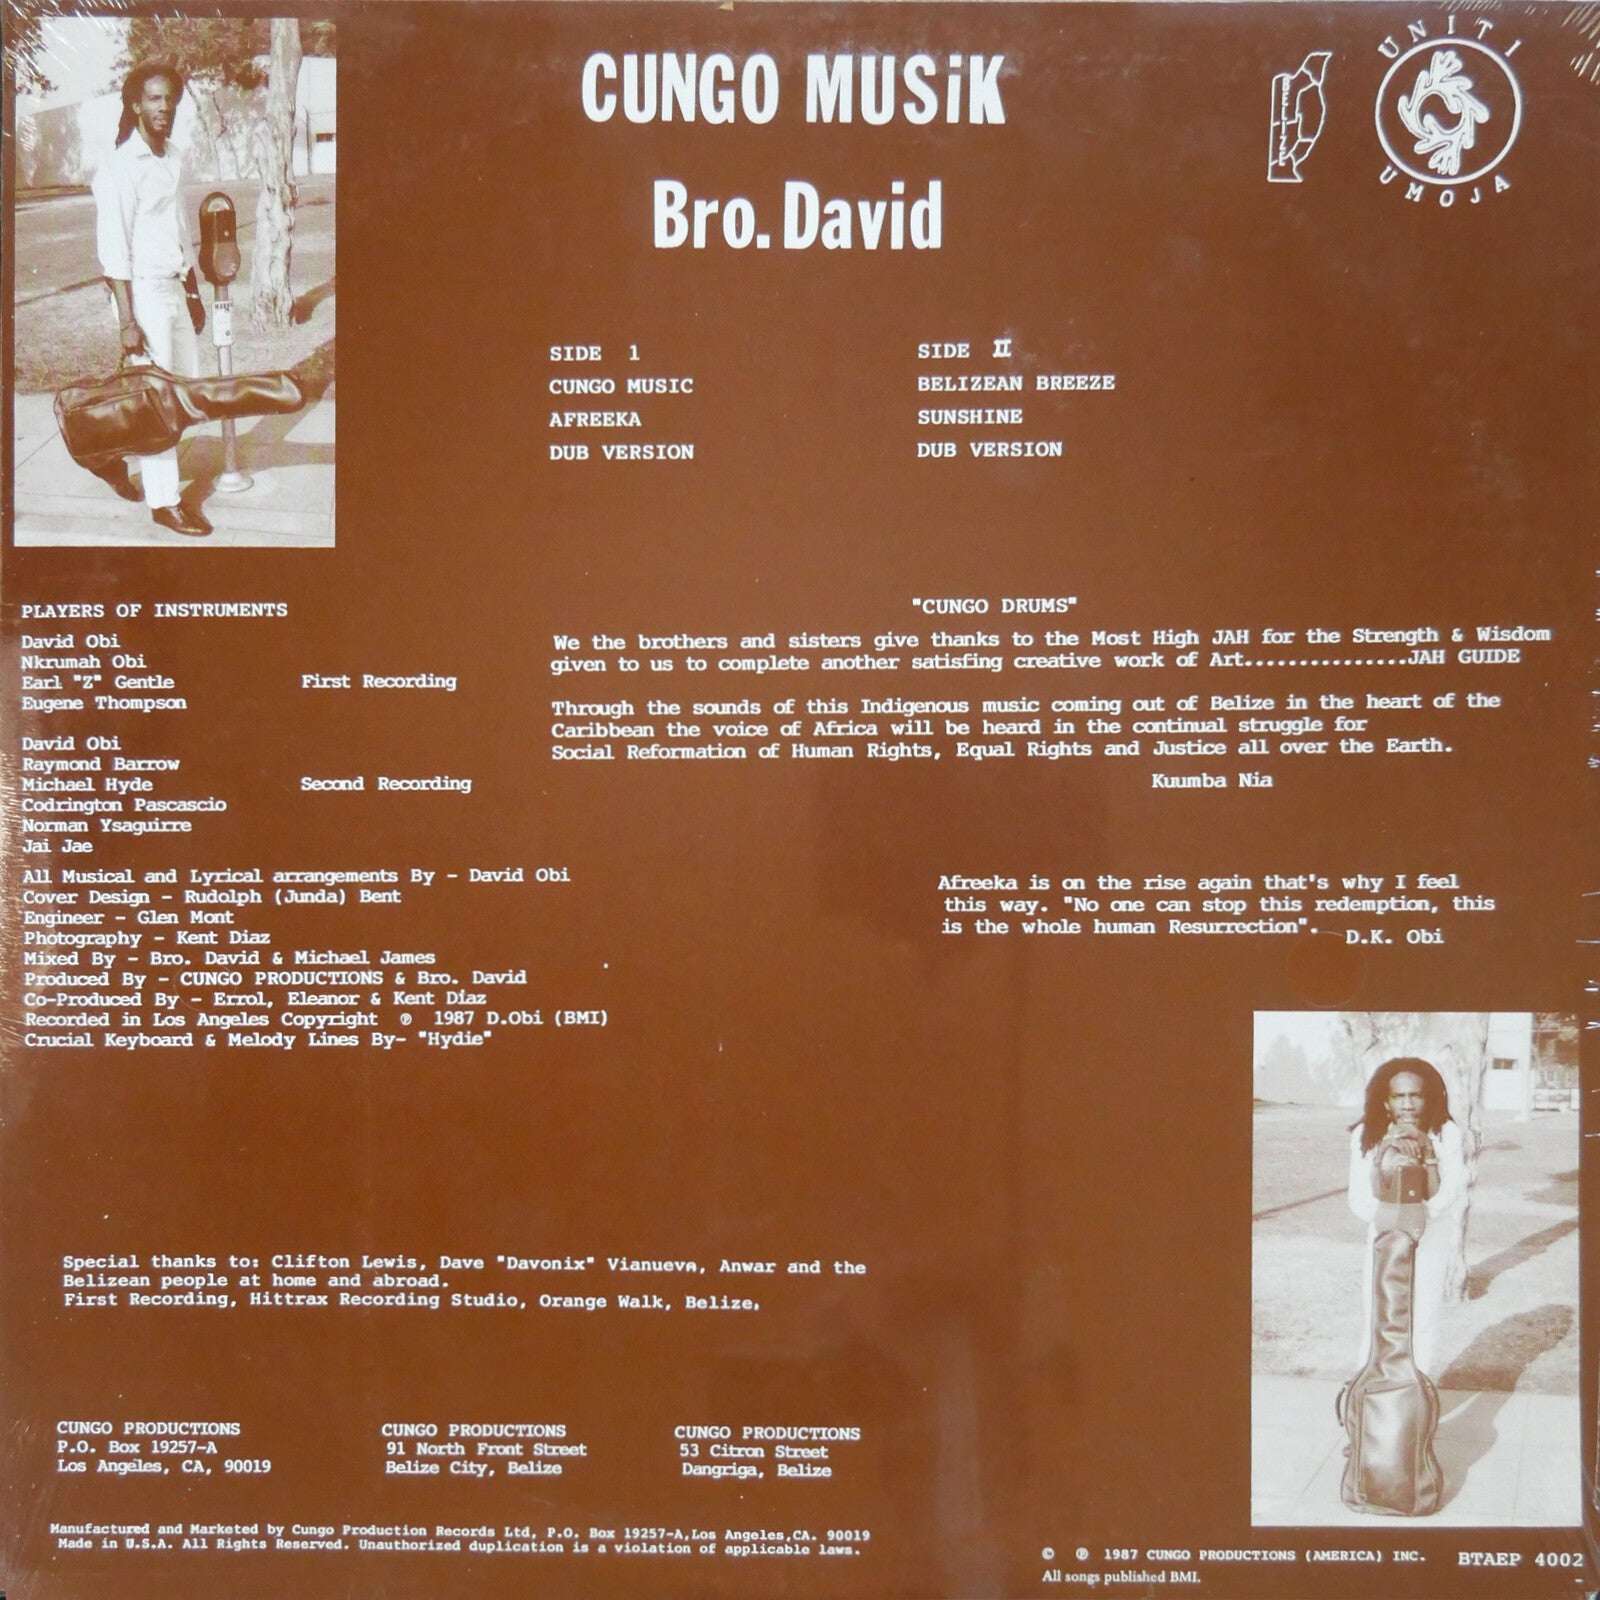 CUNGO MUSiK
Bro. David
BELIZE
UNITI
UMOJA
SIDE 1
CUNGO MUSIC
AFREEKA
DUB VERSION
SIDE II
BELIZEAN BREEZE
SUNSHINE
DUB VERSION
PLAYERS OF INSTRUMENTS
David Obi
Nkrumah Obi
Earl "Z" Gentle First Recording
Eugene Thompson
David Obi
Raymond Barrow
Michael Hyde Second Recording
Codrington Pascascio
Norman Ysaguirre
Jai Jae
All Musical and Lyrical arrangements By - David Obi
Cover Design - Rudolph (Junda) Bent
Engineer - Glen Mont
Photography - Kent Diaz
Mixed By - Bro. David & Michael James
Produced By - CUNGO PRODUCTIONS & Bro. David
Co-Produced By - Errol, Eleanor & Kent Diaz
Recorded in Los Angeles Copyright ℗ 1987 D.Obi (BMI)
Crucial Keyboard & Melody Lines By- "Hydie"
"CUNGO DRUMS"
We the brothers and sisters give thanks to the Most High JAH for the Strength & Wisdom
given to us to complete another satisfing creative work of Art...............JAH GUIDE
Through the sounds of this Indigenous music coming out of Belize in the heart of the
Caribbean the voice of Africa will be heard in the continual struggle for
Social Reformation of Human Rights, Equal Rights and Justice all over the Earth.
Kuumba Nia
Afreeka is on the rise again that's why I feel
this way. "No one can stop this redemption, this
is the whole human Resurrection".
D.K. Obi
Special thanks to: Clifton Lewis, Dave "Davonix" Vianueva, Anwar and the
Belizean people at home and abroad.
First Recording, Hittrax Recording Studio, Orange Walk, Belize.
CUNGO PRODUCTIONS
P.O. Box 19257-A
Los Angeles, CA, 90019
CUNGO PRODUCTIONS
91 North Front Street
Belize City, Belize
CUNGO PRODUCTIONS
53 Citron Street
Dangriga, Belize
Manufactured and Marketed by Cungo Production Records Ltd, P.O. Box 19257-A,Los Angeles,CA. 90019
Made in U.S.A. All Rights Reserved. Unauthorized duplication is a violation of applicable laws.
© ℗ 1987 CUNGO PRODUCTIONS (AMERICA) INC. BTAEP 4002
All songs published BMI.